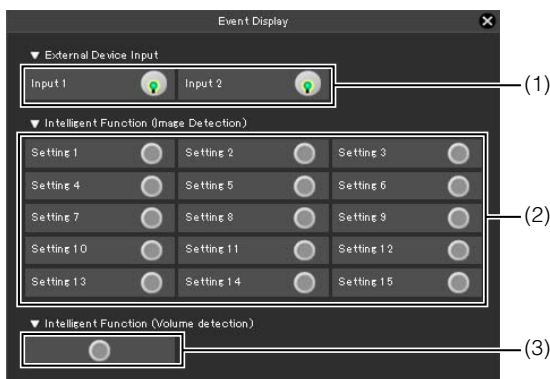 Event Display
▼ External Device Input
Input 1 Input 2 (1)
▼ Intelligent Function (Image Detection)
Setting 1 Setting 2 Setting 3
Setting 4 Setting 5 Setting 6
Setting 7 Setting 8 Setting 9 (2)
Setting 10 Setting 11 Setting 12
Setting 13 Setting 14 Setting 15
▼ Intelligent Function (Volume detection)
(3)